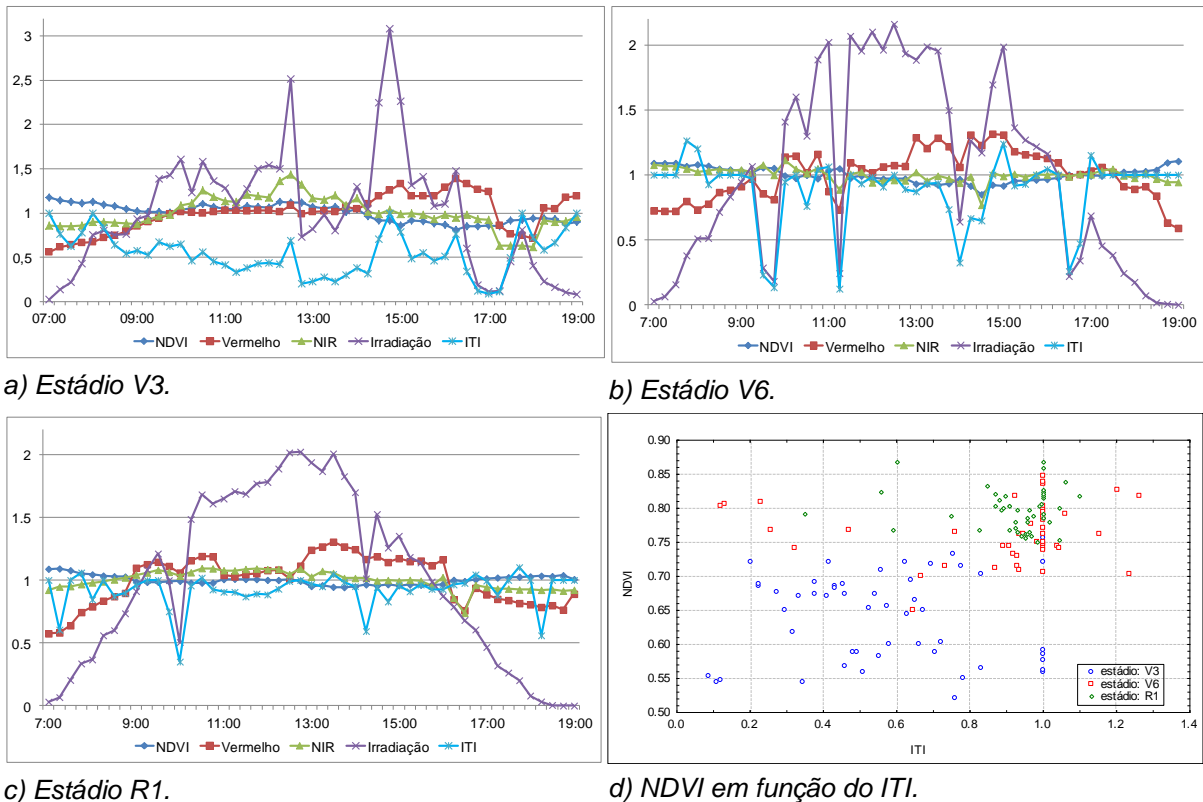 3
2,5
2
1,5
1
0,5
0
07:00 09:00 11:00 13:00 15:00 17:00 19:00
NDVI Vermelho NIR Irradiação ITI
a) Estádio V3.
2
1.5
1
0.5
0
7:00 9:00 11:00 13:00 15:00 17:00 19:00
NDVI Vermelho NIR Irradiação ITI
b) Estádio V6.
2
1.5
1
0.5
0
7:00 9:00 11:00 13:00 15:00 17:00 19:00
NDVI Vermelho NIR Irradiação ITI
c) Estádio R1.
0.90
0.85
0.80
0.75
0.70
0.65
0.60
0.55
0.50
NDVI
0.0 0.2 0.4 0.6 0.8 1.0 1.2 1.4
ITI
estádio: V3
estádio: V6
estádio: R1
d) NDVI em função do ITI.